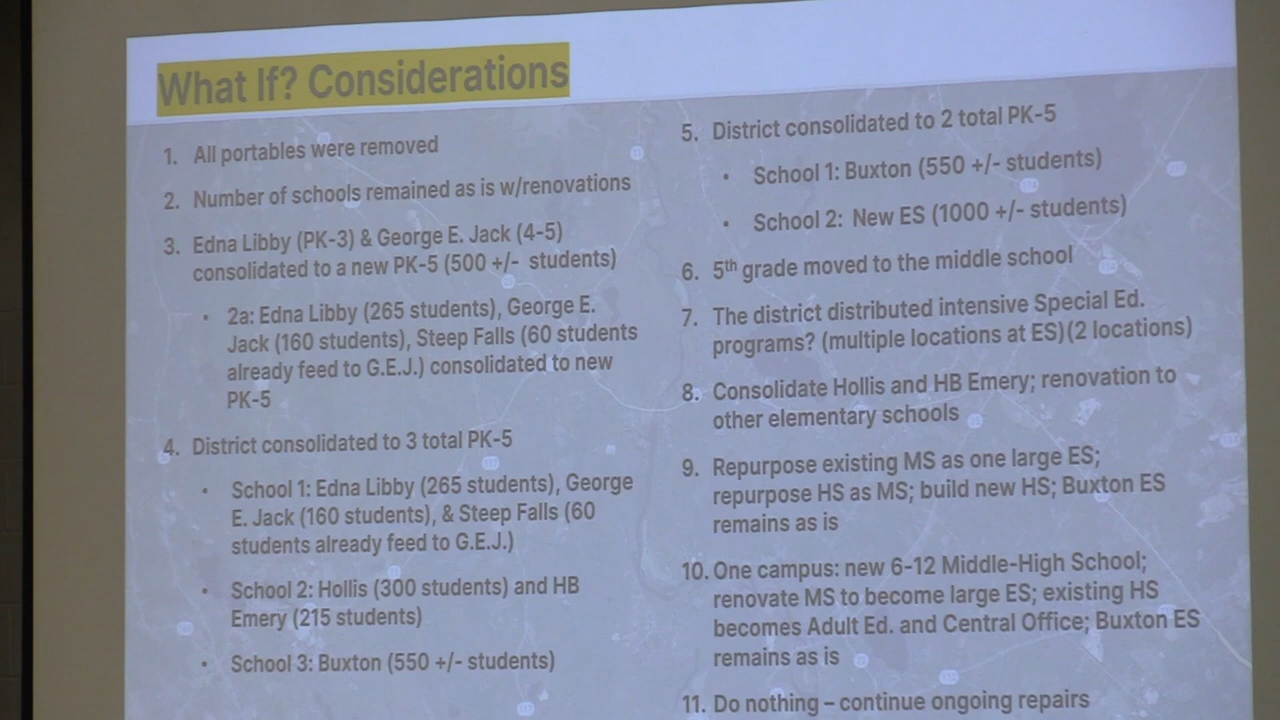 What If? Considerations
1. All portables were removed
2. Number of schools remained as is w/renovations
3. Edna Libby (PK-3) & George E. Jack (4-5)
consolidated to a new PK-5 (500 +/- students)
• 2a: Edna Libby (265 students), George E.
Jack (160 students), Steep Falls (60 students
already feed to G.E.J.) consolidated to new
PK-5
4. District consolidated to 3 total PK-5
• School 1: Edna Libby (265 students), George
E. Jack (160 students), & Steep Falls (60
students already feed to G.E.J.)
• School 2: Hollis (300 students) and HB
Emery (215 students)
• School 3: Buxton (550 +/- students)
5. District consolidated to 2 total PK-5
• School 1: Buxton (550 +/- students)
• School 2: New ES (1000 +/- students)
6. 5th grade moved to the middle school
7. The district distributed intensive Special Ed.
programs? (multiple locations at ES)(2 locations)
8. Consolidate Hollis and HB Emery; renovation to
other elementary schools
9. Repurpose existing MS as one large ES;
repurpose HS as MS; build new HS; Buxton ES
remains as is
10. One campus: new 6-12 Middle-High School;
renovate MS to become large ES; existing HS
becomes Adult Ed. and Central Office; Buxton ES
remains as is
11. Do nothing – continue ongoing repairs